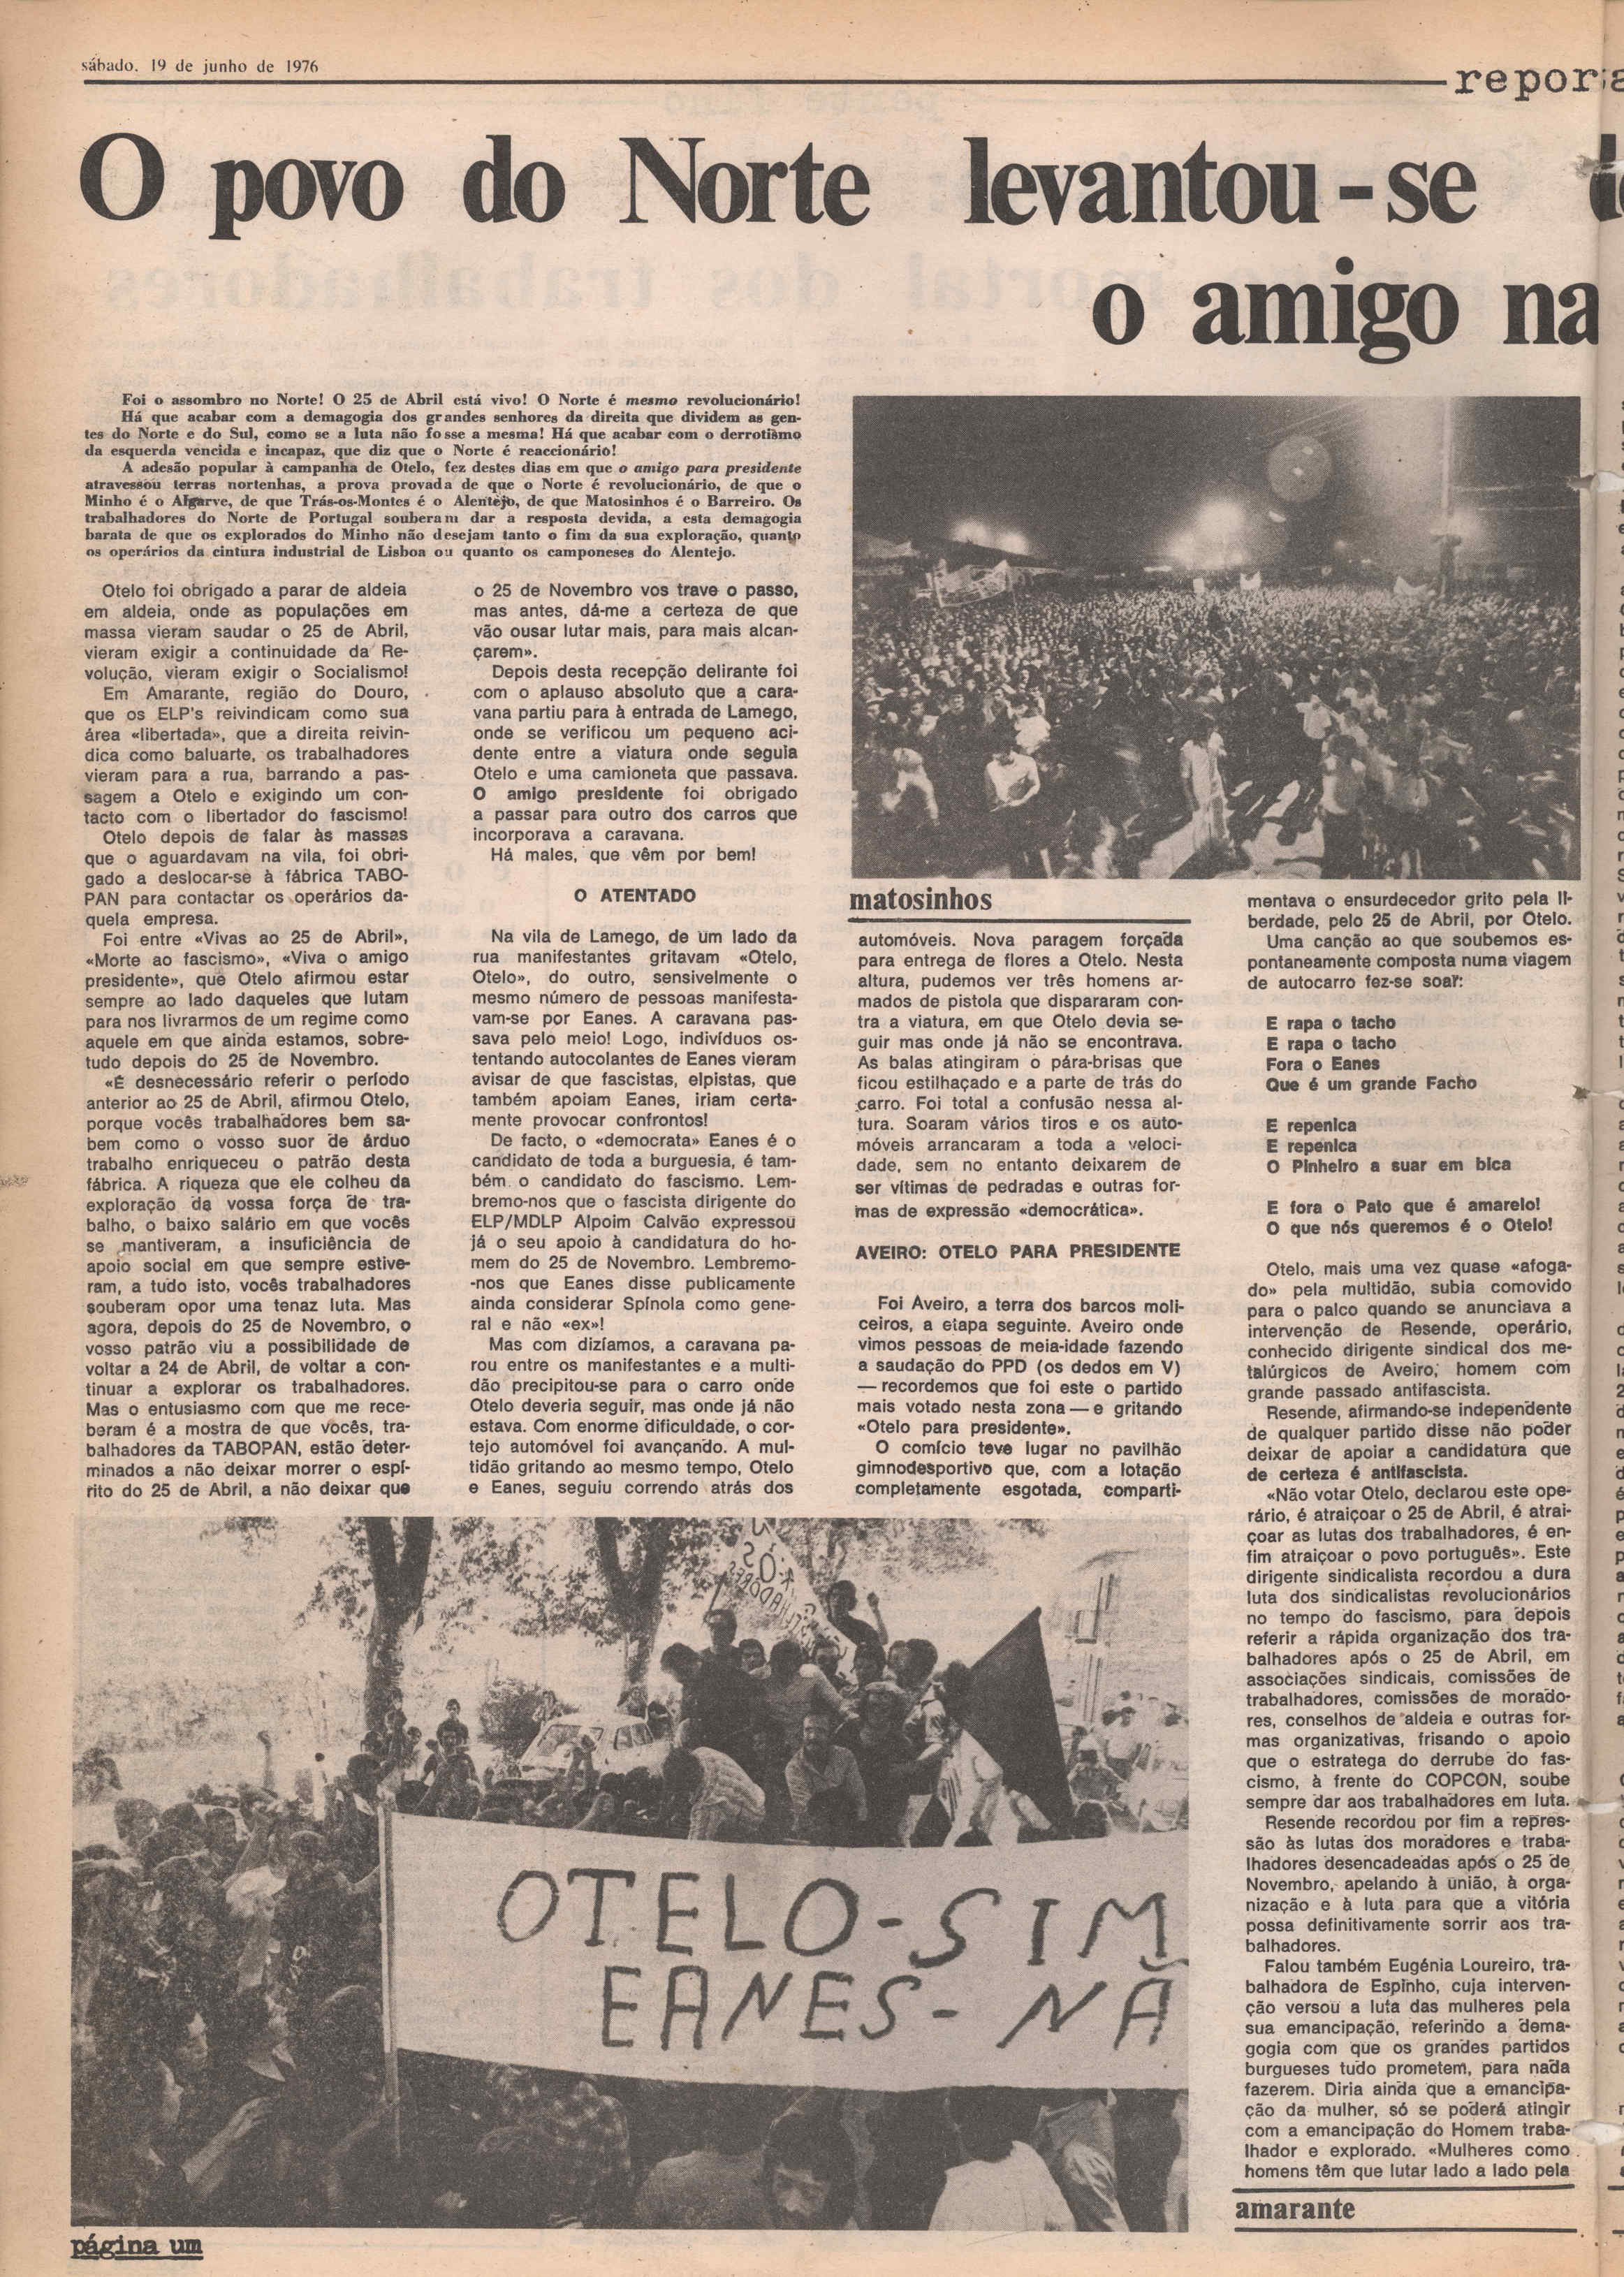 sábado, 19 de junho de 1976
O povo do Norte levantou-se
o amigo na
Foi o assombro no Norte! O 25 de Abril está vivo! O Norte é mesmo revolucionário!
Há que acabar com a demagogia dos grandes senhores da direita que dividem as gen-
tes do Norte e do Sul, como se a luta não fosse a mesma! Há que acabar com o derrotismo
da esquerda vencida e incapaz, que diz que o Norte é reaccionário!
A adesão popular à campanha de Otelo, fez destes dias em que o amigo para presidente
atravessou terras nortenhas, a prova provada de que o Norte é revolucionário, de que o
Minho é o Algarve, de que Trás-os-Montes é o Alentejo, de que Matosinhos é o Barreiro. Os
trabalhadores do Norte de Portugal souberam dar a resposta devida, a esta demagogia
barata de que os explorados do Minho não desejam tanto o fim da sua exploração, quanto
os operários da cintura industrial de Lisboa ou quanto os camponeses do Alentejo.
Otelo foi obrigado a parar de aldeia
em aldeia, onde as populações em
massa vieram saudar o 25 de Abril,
vieram exigir a continuidade da Re-
volução, vieram exigir o Socialismo!
Em Amarante, região do Douro,
que os ELP's reivindicam como sua
área «libertada», que a direita reivin-
dica como baluarte, os trabalhadores
vieram para a rua, barrando a pas-
sagem a Otelo e exigindo um con-
tacto com o libertador do fascismo!
Otelo depois de falar às massas
que o aguardavam na vila, foi obri-
gado a deslocar-se à fábrica TABO-
PAN para contactar os operários da-
quela empresa.
Foi entre «Vivas ao 25 de Abril»,
«Morte ao fascismo», «Viva o amigo
presidente», que Otelo afirmou estar
sempre ao lado daqueles que lutam
para nos livrarmos de um regime como
aquele em que ainda estamos, sobre-
tudo depois do 25 de Novembro.
«É desnecessário referir o período
anterior ao 25 de Abril, afirmou Otelo,
porque vocês trabalhadores bem sa-
bem como o vosso suor de árduo
trabalho enriqueceu o patrão desta
fábrica. A riqueza que ele colheu da
exploração da vossa força de tra-
balho, o baixo salário em que vocês
se mantiveram, a insuficiência de
apoio social em que sempre estive-
ram, a tudo isto, vocês trabalhadores
souberam opor uma tenaz luta. Mas
agora, depois do 25 de Novembro, o
vosso patrão viu a possibilidade de
voltar a 24 de Abril, de voltar a con-
tinuar a explorar os trabalhadores.
Mas o entusiasmo com que me rece-
beram é a mostra de que vocês, tra-
balhadores da TABOPAN, estão deter-
minados a não deixar morrer o espí-
rito do 25 de Abril, a não deixar que
o 25 de Novembro vos trave o passo,
mas antes, dá-me a certeza de que
vão ousar lutar mais, para mais alcan-
çarem».
Depois desta recepção delirante foi
com o aplauso absoluto que a cara-
vana partiu para à entrada de Lamego,
onde se verificou um pequeno aci-
dente entre a viatura onde seguia
Otelo e uma camioneta que passava.
O amigo presidente foi obrigado
a passar para outro dos carros que
incorporava a caravana.
Há males, que vêm por bem!
O ATENTADO
Na vila de Lamego, de um lado da
rua manifestantes gritavam «Otelo,
Otelo», do outro, sensivelmente o
mesmo número de pessoas manifesta-
vam-se por Eanes. A caravana pas-
sava pelo meio! Logo, indivíduos os-
tentando autocolantes de Eanes vieram
avisar de que fascistas, elpistas, que
também apoiam Eanes, iriam certa-
mente provocar confrontos!
De facto, o «democrata» Eanes é o
candidato de toda a burguesia, é tam-
bém o candidato do fascismo. Lem-
bremo-nos que o fascista dirigente do
ELP/MDLP Alpoim Calvão expressou
já o seu apoio à candidatura do ho-
mem do 25 de Novembro. Lembremo-
-nos que Eanes disse publicamente
ainda considerar Spínola como gene-
ral e não «ex»!
Mas com dizíamos, a caravana pa-
rou entre os manifestantes e a multi-
dão precipitou-se para o carro onde
Otelo deveria seguir, mas onde já não
estava. Com enorme dificuldade, o cor-
tejo automóvel foi avançando. A mul-
tidão gritando ao mesmo tempo, Otelo
e Eanes, seguiu correndo atrás dos
matosinhos
automóveis. Nova paragem forçada
para entrega de flores a Otelo. Nesta
altura, pudemos ver três homens ar-
mados de pistola que dispararam con-
tra a viatura, em que Otelo devia se-
guir mas onde já não se encontrava.
As balas atingiram o pára-brisas que
ficou estilhaçado e a parte de trás do
carro. Foi total a confusão nessa al-
tura. Soaram vários tiros e os auto-
móveis arrancaram a toda a veloci-
dade, sem no entanto deixarem de
ser vítimas de pedradas e outras for-
mas de expressão «democrática».
AVEIRO: OTELO PARA PRESIDENTE
Foi Aveiro, a terra dos barcos moli-
ceiros, a etapa seguinte. Aveiro onde
vimos pessoas de meia-idade fazendo
a saudação do PPD (os dedos em V)
— recordemos que foi este o partido
mais votado nesta zona — e gritando
«Otelo para presidente».
O comício teve lugar no pavilhão
gimnodesportivo que, com a lotação
completamente esgotada, comparti-
mentava o ensurdecedor grito pela li-
berdade, pelo 25 de Abril, por Otelo.
Uma canção ao que soubemos es-
pontaneamente composta numa viagem
de autocarro fez-se soar:
E rapa o tacho
E rapa o tacho
Fora o Eanes
Que é um grande Facho
E repenica
E repenica
O Pinheiro a suar em bica
E fora o Pato que é amarelo!
O que nós queremos é o Otelo!
Otelo, mais uma vez quase «afoga-
do» pela multidão, subia comovido
para o palco quando se anunciava a
intervenção de Resende, operário,
conhecido dirigente sindical dos me-
talúrgicos de Aveiro, homem com
grande passado antifascista.
Resende, afirmando-se independente
de qualquer partido disse não poder
deixar de apoiar a candidatura que
de certeza é antifascista.
«Não votar Otelo, declarou este ope-
rário, é atraiçoar o 25 de Abril, é atrai-
çoar as lutas dos trabalhadores, é en-
fim atraiçoar o povo português». Este
dirigente sindicalista recordou a dura
luta dos sindicalistas revolucionários
no tempo do fascismo, para depois
referir a rápida organização dos tra-
balhadores após o 25 de Abril, em
associações sindicais, comissões de
trabalhadores, comissões de morado-
res, conselhos de aldeia e outras for-
mas organizativas, frisando o apoio
que o estratega do derrube do fas-
cismo, à frente do COPCON, soube
sempre dar aos trabalhadores em luta.
Resende recordou por fim a repres-
são às lutas dos moradores e traba-
lhadores desencadeadas após o 25 de
Novembro, apelando à união, à orga-
nização e à luta para que a vitória
possa definitivamente sorrir aos tra-
balhadores.
Falou também Eugénia Loureiro, tra-
balhadora de Espinho, cuja interven-
ção versou a luta das mulheres pela
sua emancipação, referindo a dema-
gogia com que os grandes partidos
burgueses tudo prometem, para nada
fazerem. Diria ainda que a emancipa-
ção da mulher, só se poderá atingir
com a emancipação do Homem traba-
lhador e explorado. «Mulheres como
homens têm que lutar lado a lado pela
OTELO-SIM
EANES-NÃ
amarante
página um